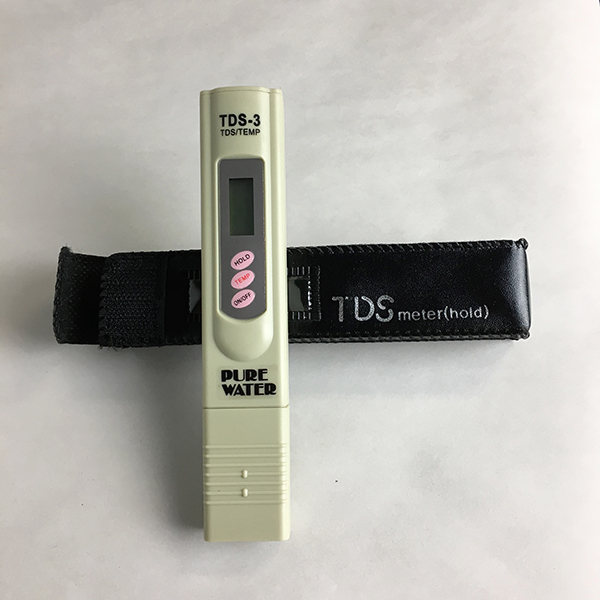 TDS-3
TDS/TEMP
HOLD
TEMP
ON/OFF
PURE
WATER
TDS meter(hold)